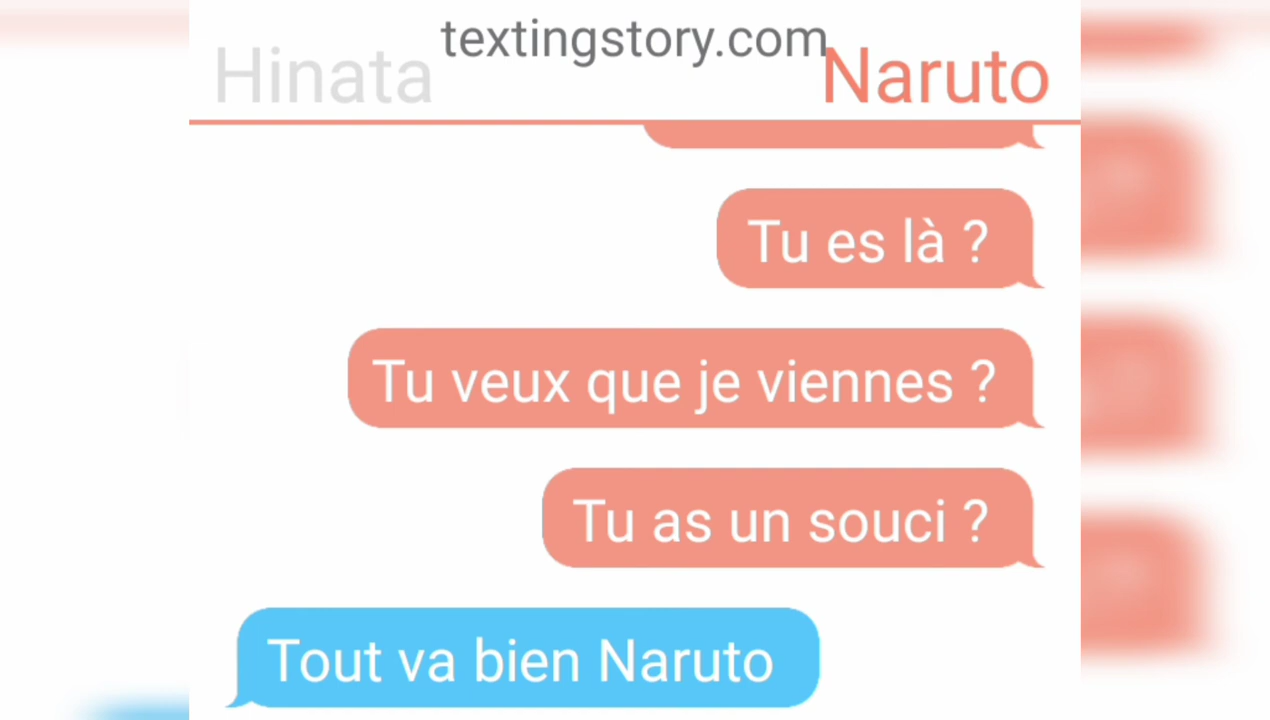 textingstory.com
Hinata
Naruto
Tu es là ?
Tu veux que je viennes ?
Tu as un souci ?
Tout va bien Naruto